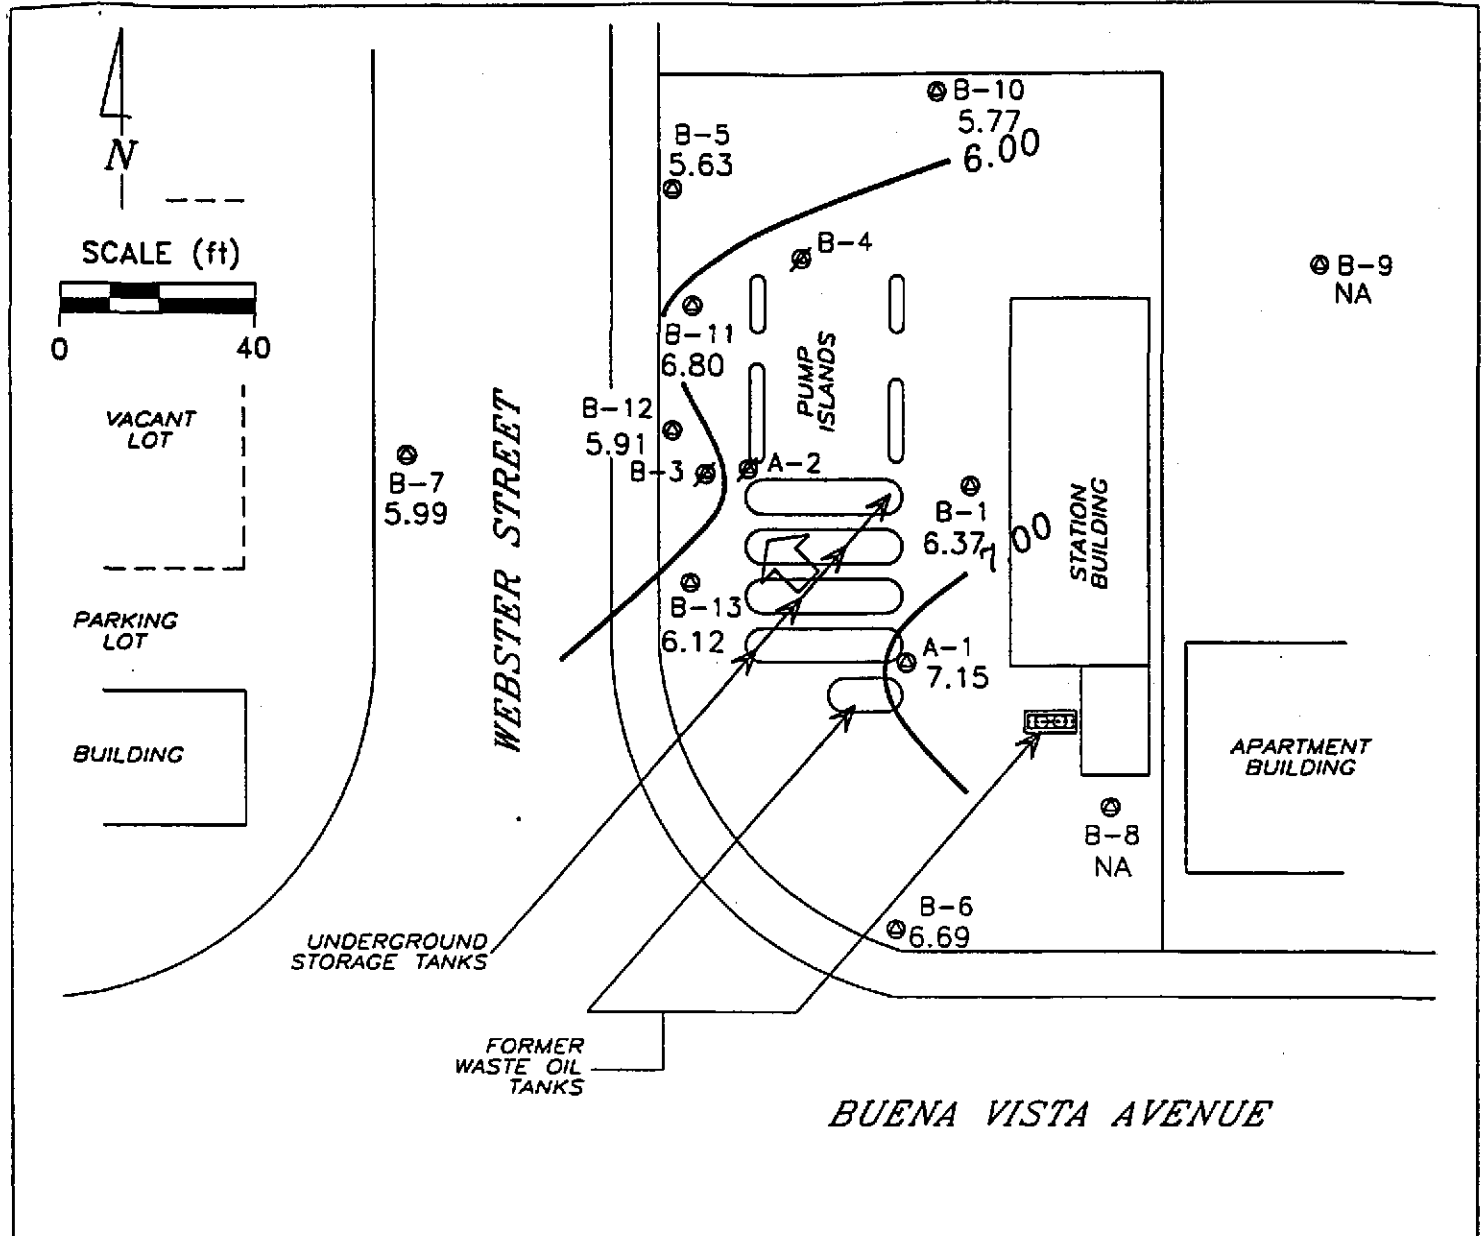 B-10
5.77
6.00
B-5
5.63
N
SCALE (ft)
0 40
B-4
B-9
NA
B-11
6.80
PUMP
ISLANDS
VACANT
LOT
B-12
5.91
B-3
A-2
B-7
5.99
WEBSTER STREET
B-1
6.37
7.00
STATION
BUILDING
B-13
6.12
PARKING
LOT
A-1
7.15
BUILDING
APARTMENT
BUILDING
B-8
NA
B-6
6.69
UNDERGROUND
STORAGE TANKS
FORMER
WASTE OIL
TANKS
BUENA VISTA AVENUE